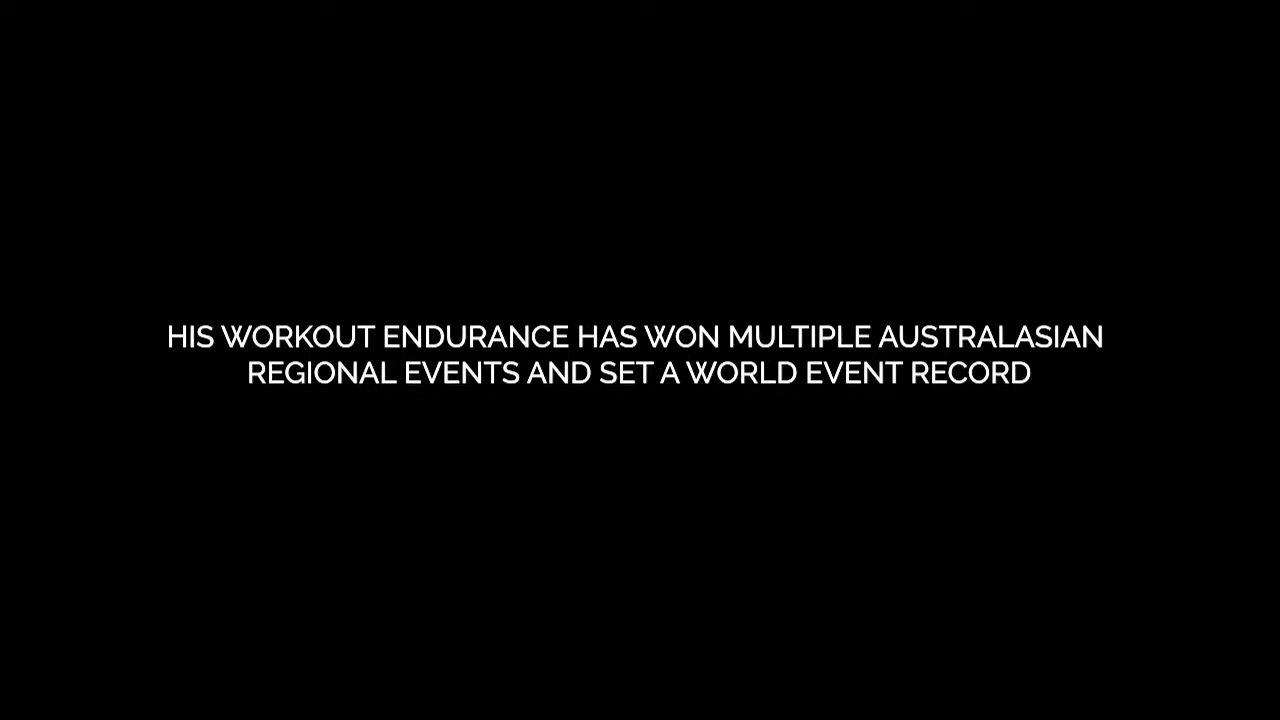 HIS WORKOUT ENDURANCE HAS WON MULTIPLE AUSTRALASIAN
REGIONAL EVENTS AND SET A WORLD EVENT RECORD